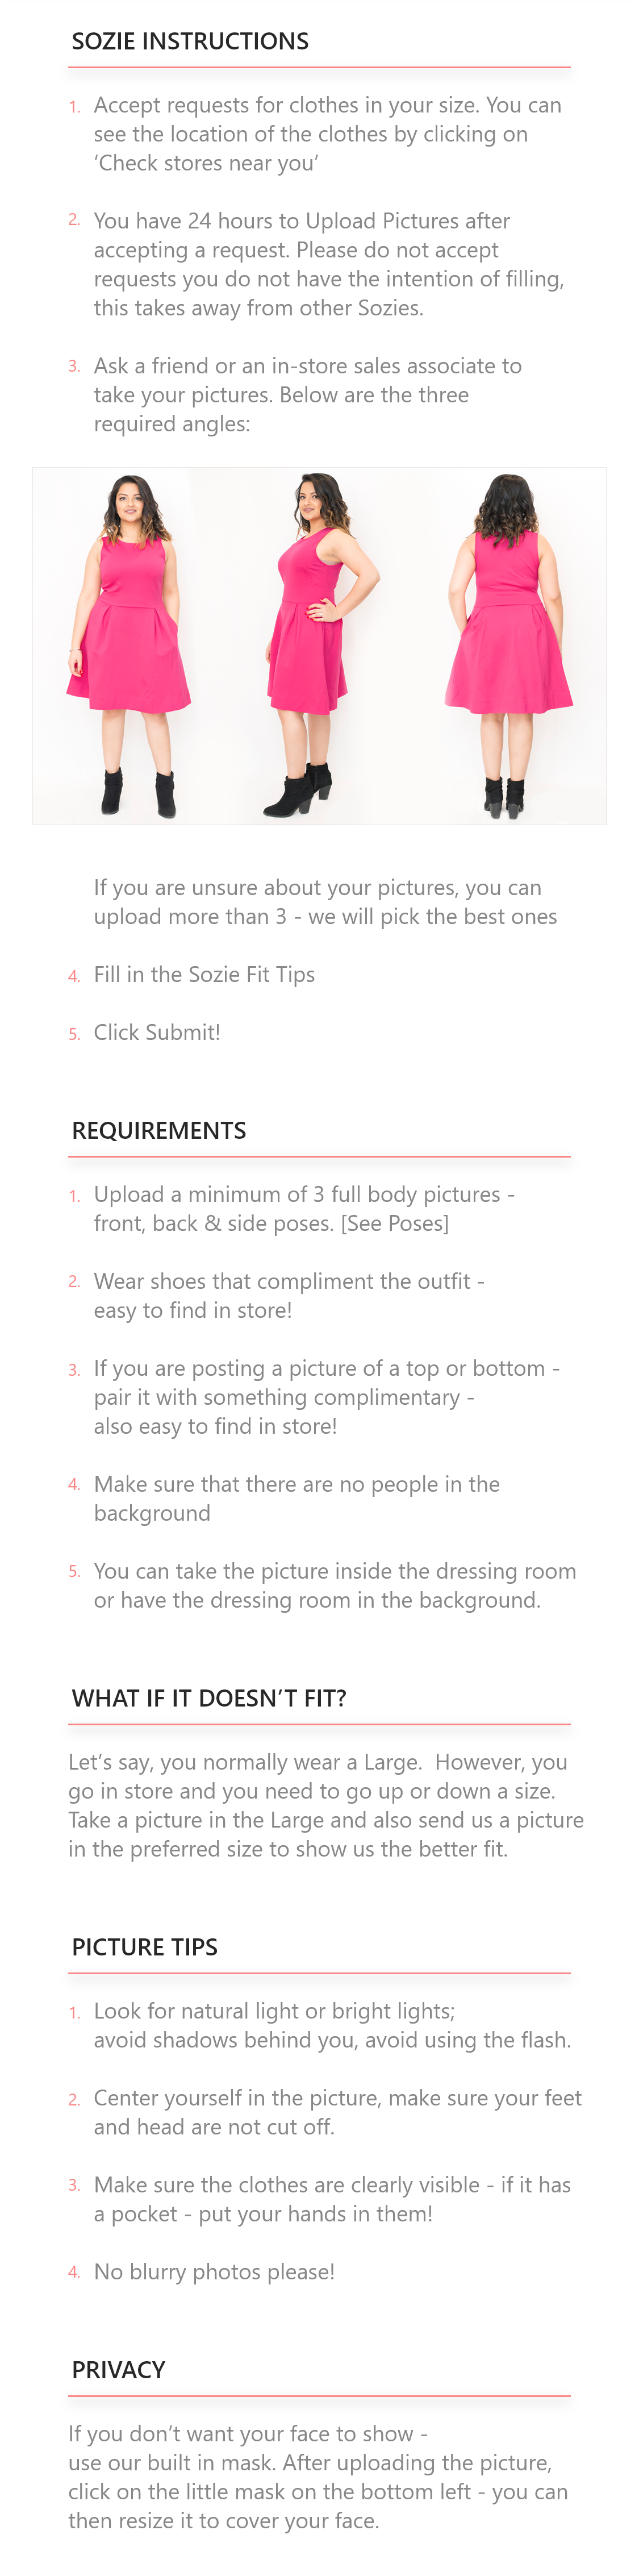 SOZIE INSTRUCTIONS
1. Accept requests for clothes in your size. You can
see the location of the clothes by clicking on
‘Check stores near you’
2. You have 24 hours to Upload Pictures after
accepting a request. Please do not accept
requests you do not have the intention of filling,
this takes away from other Sozies.
3. Ask a friend or an in-store sales associate to
take your pictures. Below are the three
required angles:
If you are unsure about your pictures, you can
upload more than 3 - we will pick the best ones
4. Fill in the Sozie Fit Tips
5. Click Submit!
REQUIREMENTS
1. Upload a minimum of 3 full body pictures -
front, back & side poses. [See Poses]
2. Wear shoes that compliment the outfit -
easy to find in store!
3. If you are posting a picture of a top or bottom -
pair it with something complimentary -
also easy to find in store!
4. Make sure that there are no people in the
background
5. You can take the picture inside the dressing room
or have the dressing room in the background.
WHAT IF IT DOESN’T FIT?
Let’s say, you normally wear a Large.  However, you
go in store and you need to go up or down a size.
Take a picture in the Large and also send us a picture
in the preferred size to show us the better fit.
PICTURE TIPS
1. Look for natural light or bright lights;
avoid shadows behind you, avoid using the flash.
2. Center yourself in the picture, make sure your feet
and head are not cut off.
3. Make sure the clothes are clearly visible - if it has
a pocket - put your hands in them!
4. No blurry photos please!
PRIVACY
If you don’t want your face to show -
use our built in mask. After uploading the picture,
click on the little mask on the bottom left - you can
then resize it to cover your face.